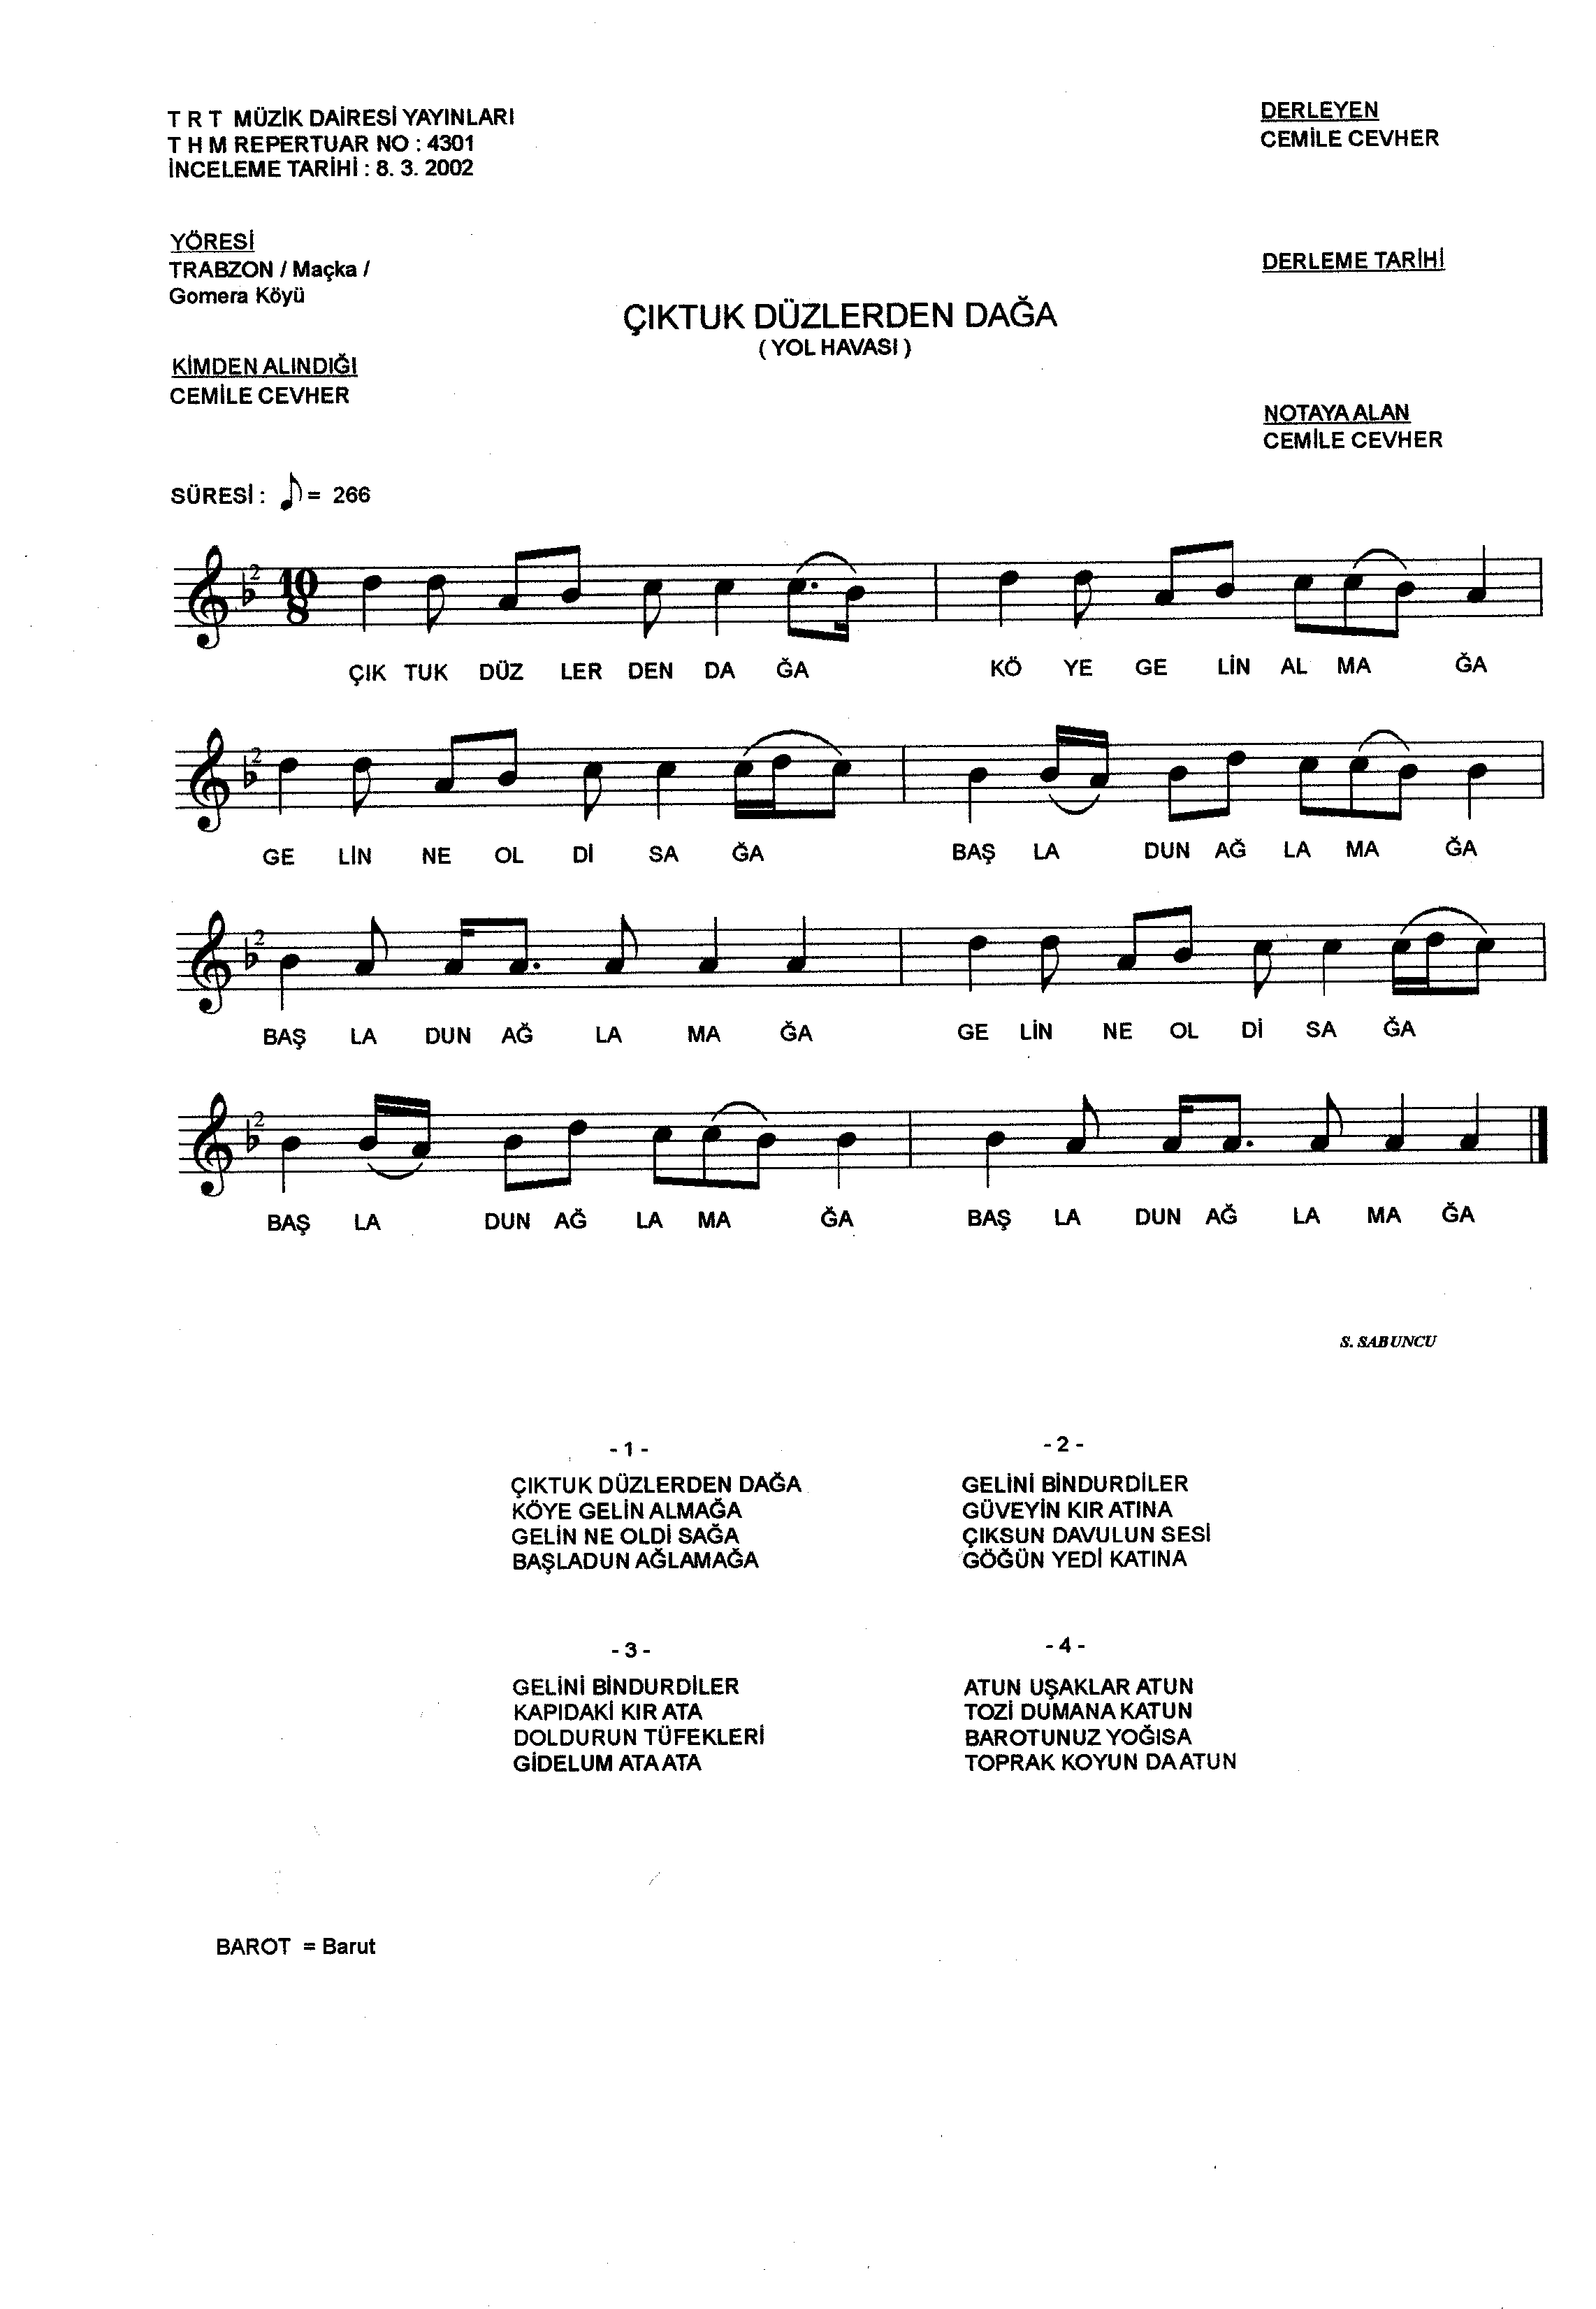 T R T MÜZİK DAİRESİ YAYINLARI
T H M REPERTUAR NO : 4301
İNCELEME TARİHİ : 8. 3. 2002
DERLEYEN
CEMİLE CEVHER
YÖRESİ
TRABZON / Maçka /
Gomera Köyü
DERLEME TARİHİ
ÇIKTUK DÜZLERDEN DAĞA
( YOL HAVASI )
KİMDEN ALINDIĞI
CEMİLE CEVHER
NOTAYA ALAN
CEMİLE CEVHER
SÜRESİ : ♪ = 266
2 10 8
ÇIK TUK DÜZ LER DEN DA ĞA KÖ YE GE LİN AL MA ĞA
2
GE LİN NE OL Dİ SA ĞA BAŞ LA DUN AĞ LA MA ĞA
2
BAŞ LA DUN AĞ LA MA ĞA GE LİN NE OL Dİ SA ĞA
2
BAŞ LA DUN AĞ LA MA ĞA BAŞ LA DUN AĞ LA MA ĞA
S. SABUNCU
- 1 -
ÇIKTUK DÜZLERDEN DAĞA
KÖYE GELİN ALMAĞA
GELİN NE OLDİ SAĞA
BAŞLADUN AĞLAMAĞA
- 2 -
GELİNİ BİNDURDİLER
GÜVEYİN KIR ATINA
ÇIKSUN DAVULUN SESİ
GÖĞÜN YEDİ KATINA
- 3 -
GELİNİ BİNDURDİLER
KAPIDAKİ KIR ATA
DOLDURUN TÜFEKLERİ
GİDELUM ATA ATA
- 4 -
ATUN UŞAKLAR ATUN
TOZİ DUMANA KATUN
BAROTUNUZ YOĞISA
TOPRAK KOYUN DA ATUN
BAROT = Barut